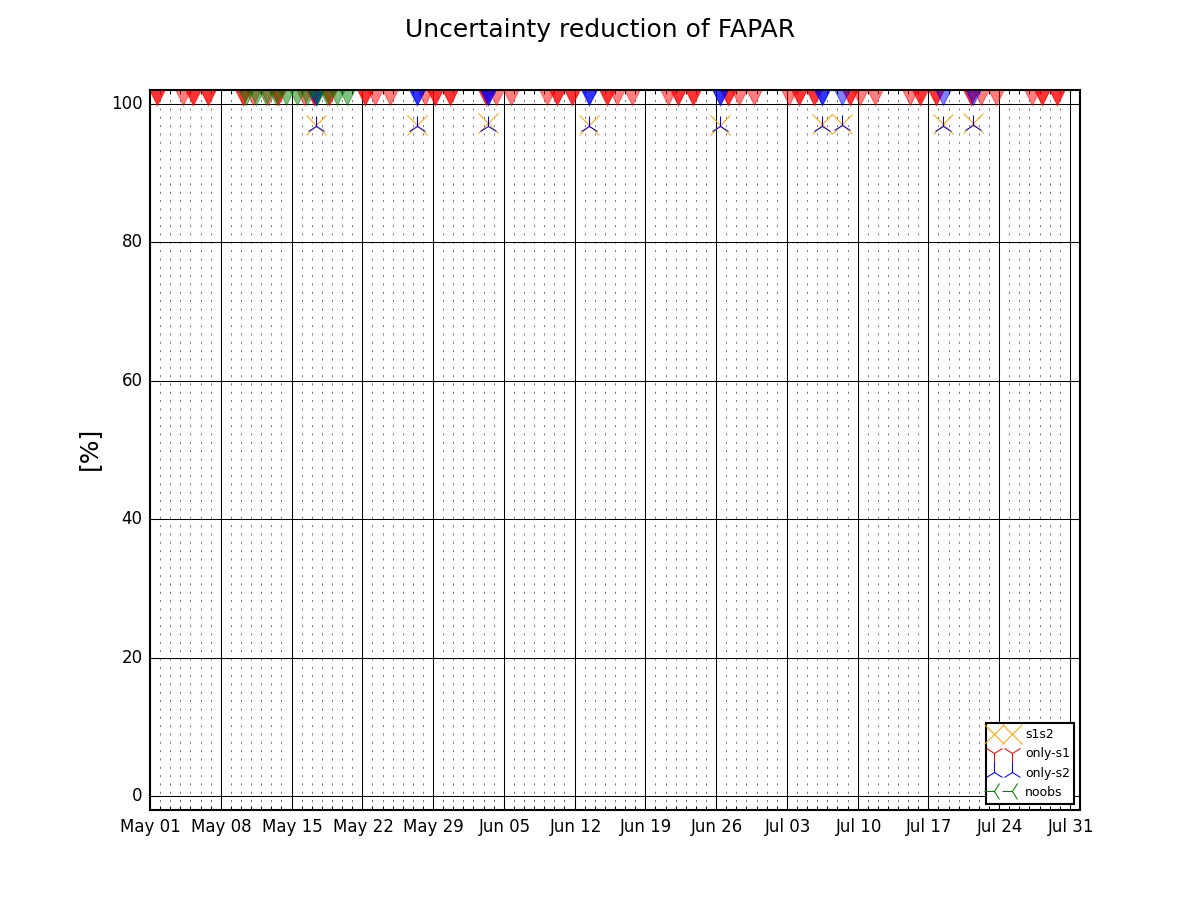 Uncertainty reduction of FAPAR
[%]
100
80
60
40
20
0
May 01 May 08 May 15 May 22 May 29 Jun 05 Jun 12 Jun 19 Jun 26 Jul 03 Jul 10 Jul 17 Jul 24 Jul 31
s1s2
only-s1
only-s2
noobs